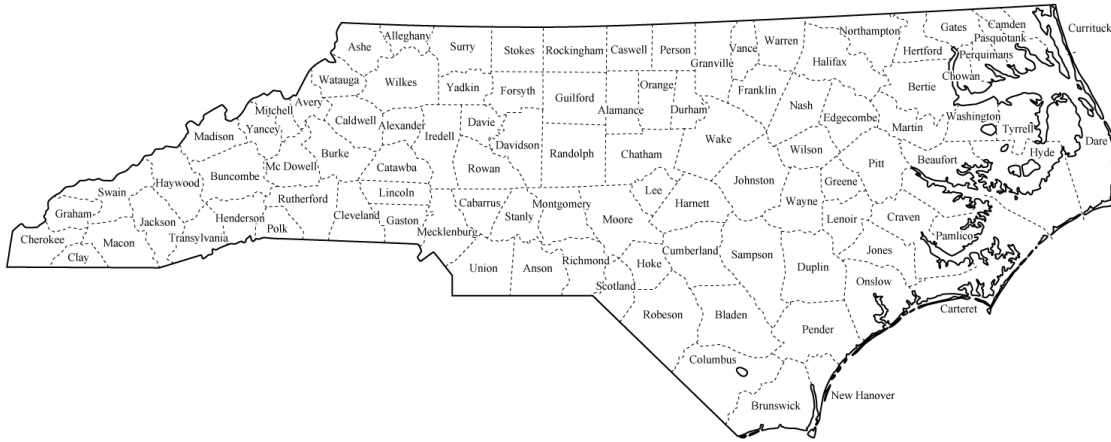 Ashe
Alleghany
Surry
Stokes
Rockingham
Caswell
Person
Granville
Vance
Warren
Northampton
Halifax
Hertford
Gates
Camden
Pasquotank
Perquimans
Currituck
Chowan
Bertie
Watauga
Wilkes
Yadkin
Forsyth
Guilford
Alamance
Orange
Durham
Franklin
Nash
Edgecombe
Martin
Washington
Tyrrell
Dare
Hyde
Mitchell
Avery
Caldwell
Alexander
Iredell
Davie
Davidson
Randolph
Chatham
Wake
Wilson
Pitt
Beaufort
Madison
Yancey
Mc Dowell
Burke
Catawba
Rowan
Swain
Haywood
Buncombe
Rutherford
Cleveland
Lincoln
Gaston
Mecklenburg
Cabarrus
Stanly
Montgomery
Moore
Lee
Harnett
Johnston
Wayne
Greene
Lenoir
Craven
Pamlico
Graham
Cherokee
Clay
Macon
Jackson
Transylvania
Henderson
Polk
Union
Anson
Richmond
Scotland
Hoke
Cumberland
Sampson
Duplin
Jones
Onslow
Carteret
Robeson
Bladen
Pender
Columbus
Brunswick
New Hanover